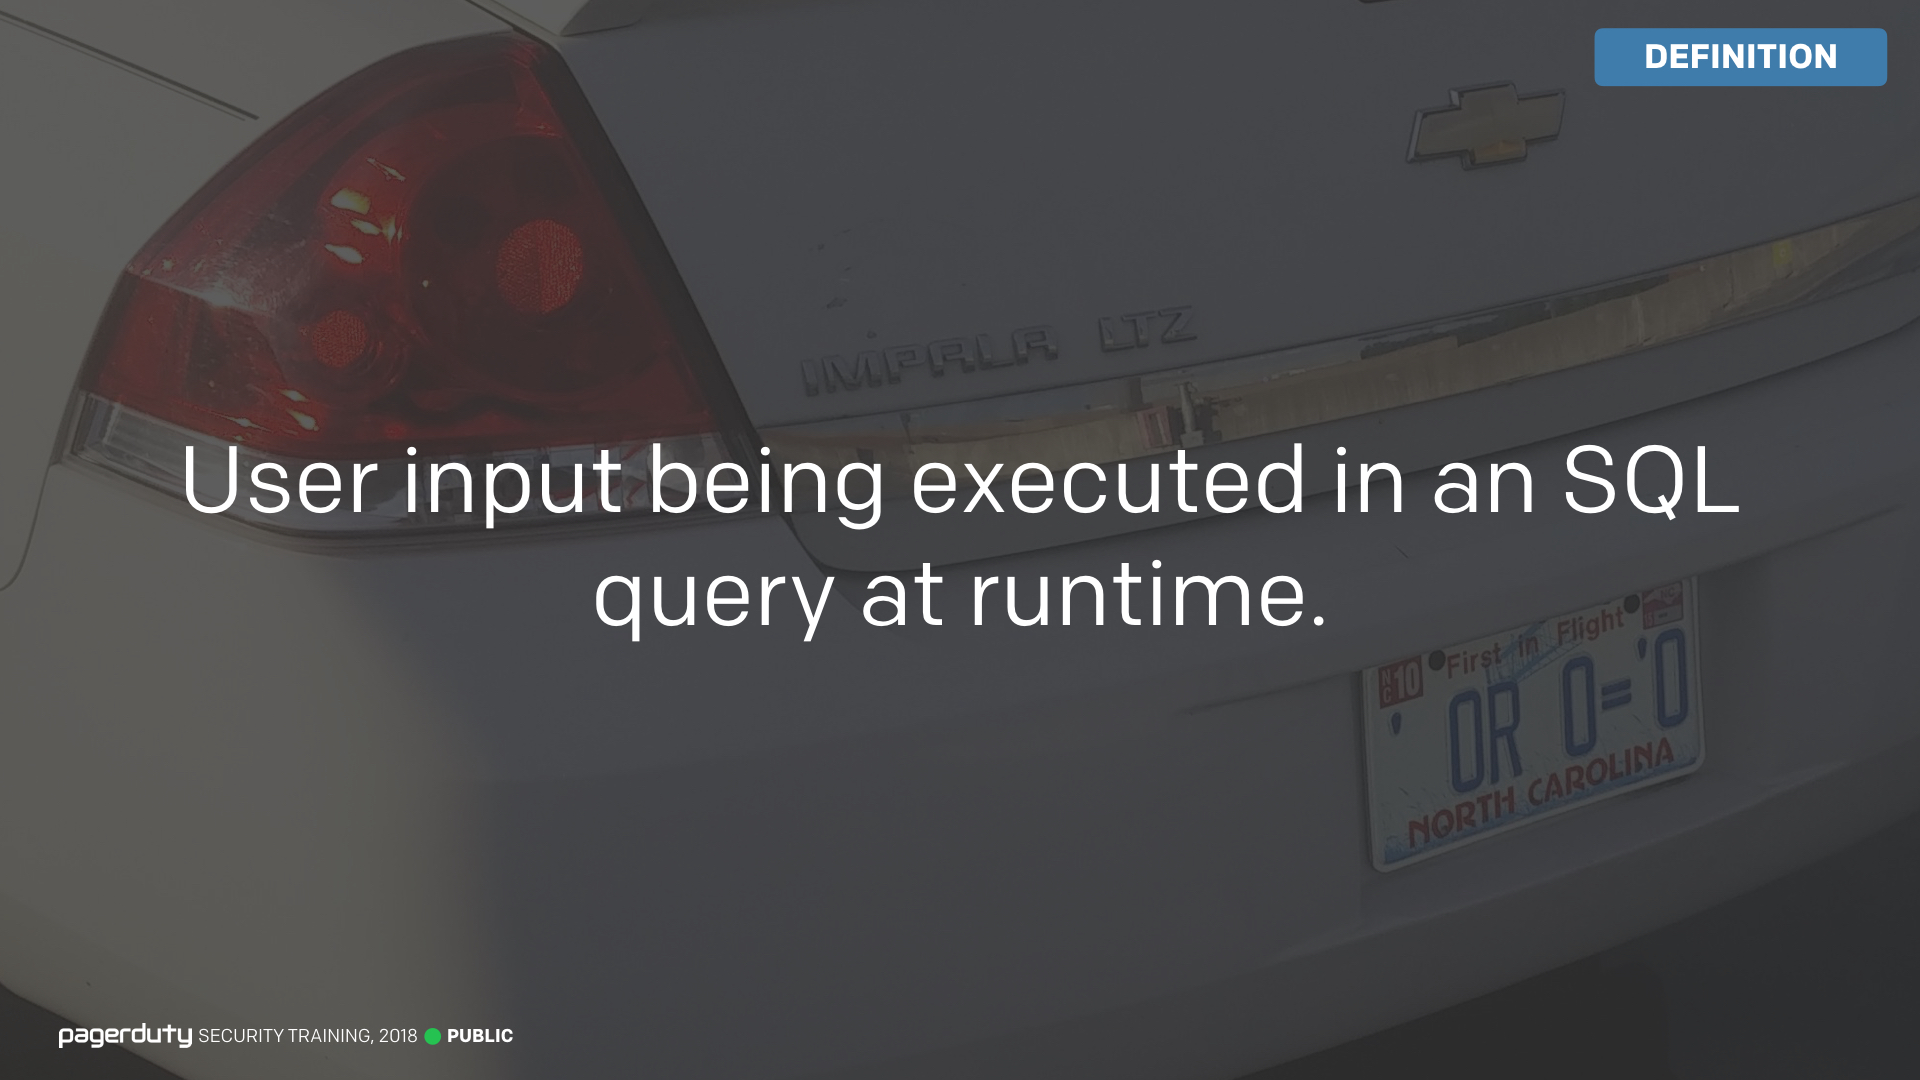 DEFINITION
IMPALA LTZ
User input being executed in an SQL
query at runtime.
First in Flight
NC 10
' OR 0='0
NORTH CAROLINA
pagerduty SECURITY TRAINING, 2018 PUBLIC